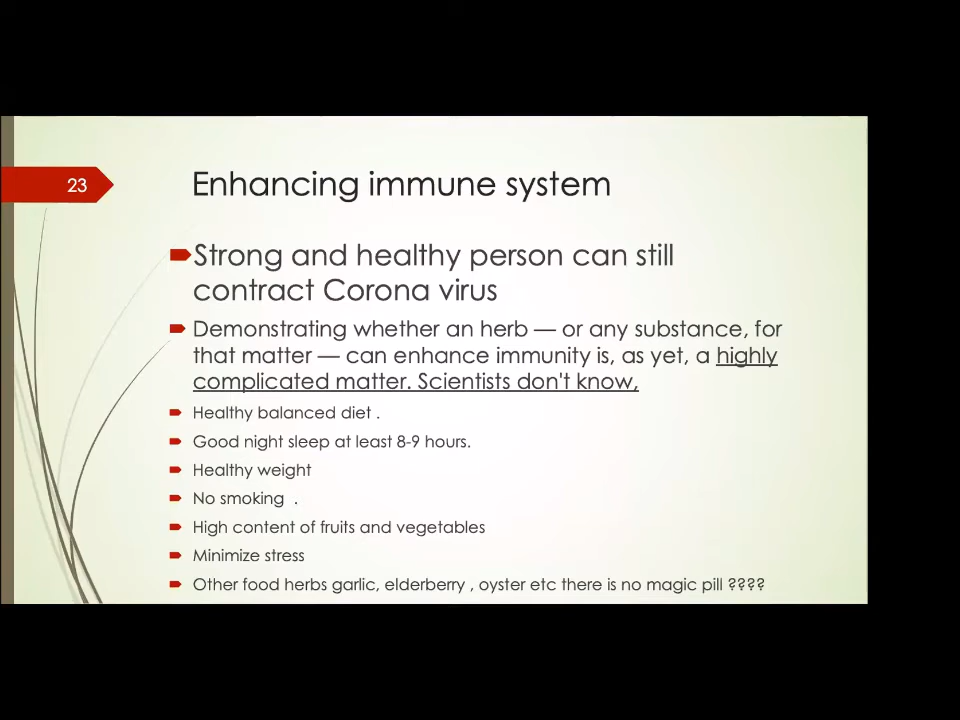 23
Enhancing immune system
Strong and healthy person can still
contract Corona virus
Demonstrating whether an herb — or any substance, for
that matter — can enhance immunity is, as yet, a highly
complicated matter. Scientists don't know,
Healthy balanced diet .
Good night sleep at least 8-9 hours.
Healthy weight
No smoking  .
High content of fruits and vegetables
Minimize stress
Other food herbs garlic, elderberry , oyster etc there is no magic pill ????